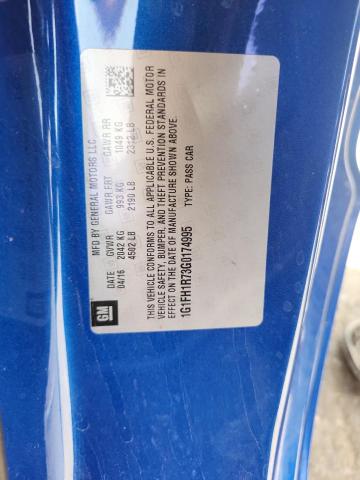 MFD BY GENERAL MOTORS LLC
DATE GVWR GAWR FRT GAWR RR
04/16 2042 KG 993 KG 1049 KG
4502 LB 2190 LB 2312 LB
THIS VEHICLE CONFORMS TO ALL APPLICABLE U.S. FEDERAL MOTOR
VEHICLE SAFETY, BUMPER, AND THEFT PREVENTION STANDARDS IN
EFFECT ON THE DATE OF MANUFACTURE SHOWN ABOVE.
1G1FH1R73G0174995 TYPE: PASS CAR
GM